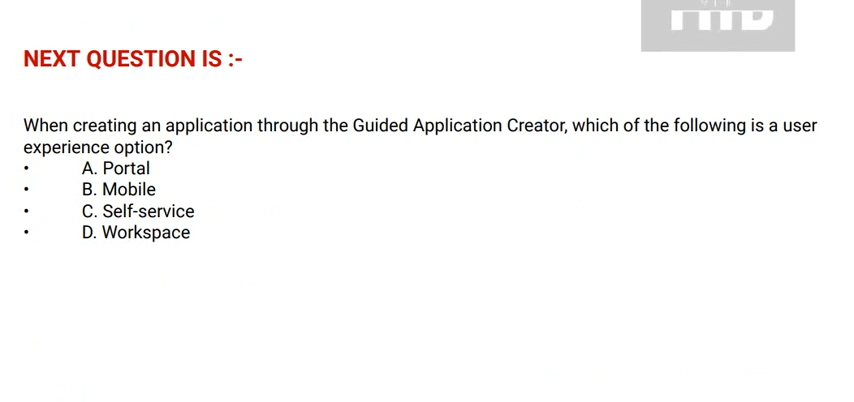 NEXT QUESTION IS :-
When creating an application through the Guided Application Creator, which of the following is a user
experience option?
• A. Portal
• B. Mobile
• C. Self-service
• D. Workspace